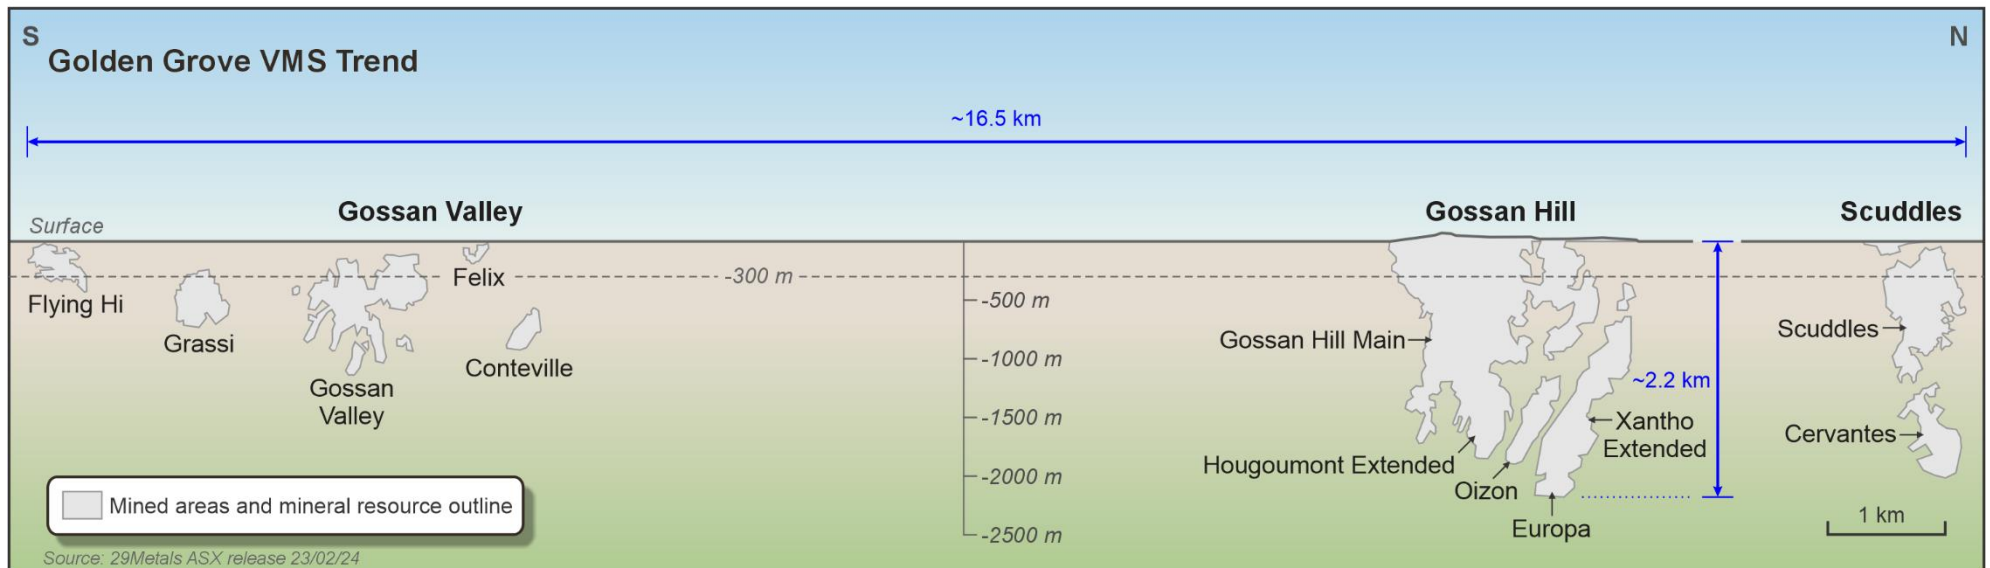 S
N
Golden Grove VMS Trend
~16.5 km
Gossan Valley
Gossan Hill
Scuddles
Surface
Flying Hi
Grassi
Gossan
Valley
Felix
Conteville
-300 m
-500 m
-1000 m
-1500 m
-2000 m
-2500 m
Gossan Hill Main
Hougoumont Extended
Oizon
Europa
Xantho
Extended
~2.2 km
Scuddles
Cervantes
1 km
Mined areas and mineral resource outline
Source: 29Metals ASX release 23/02/24